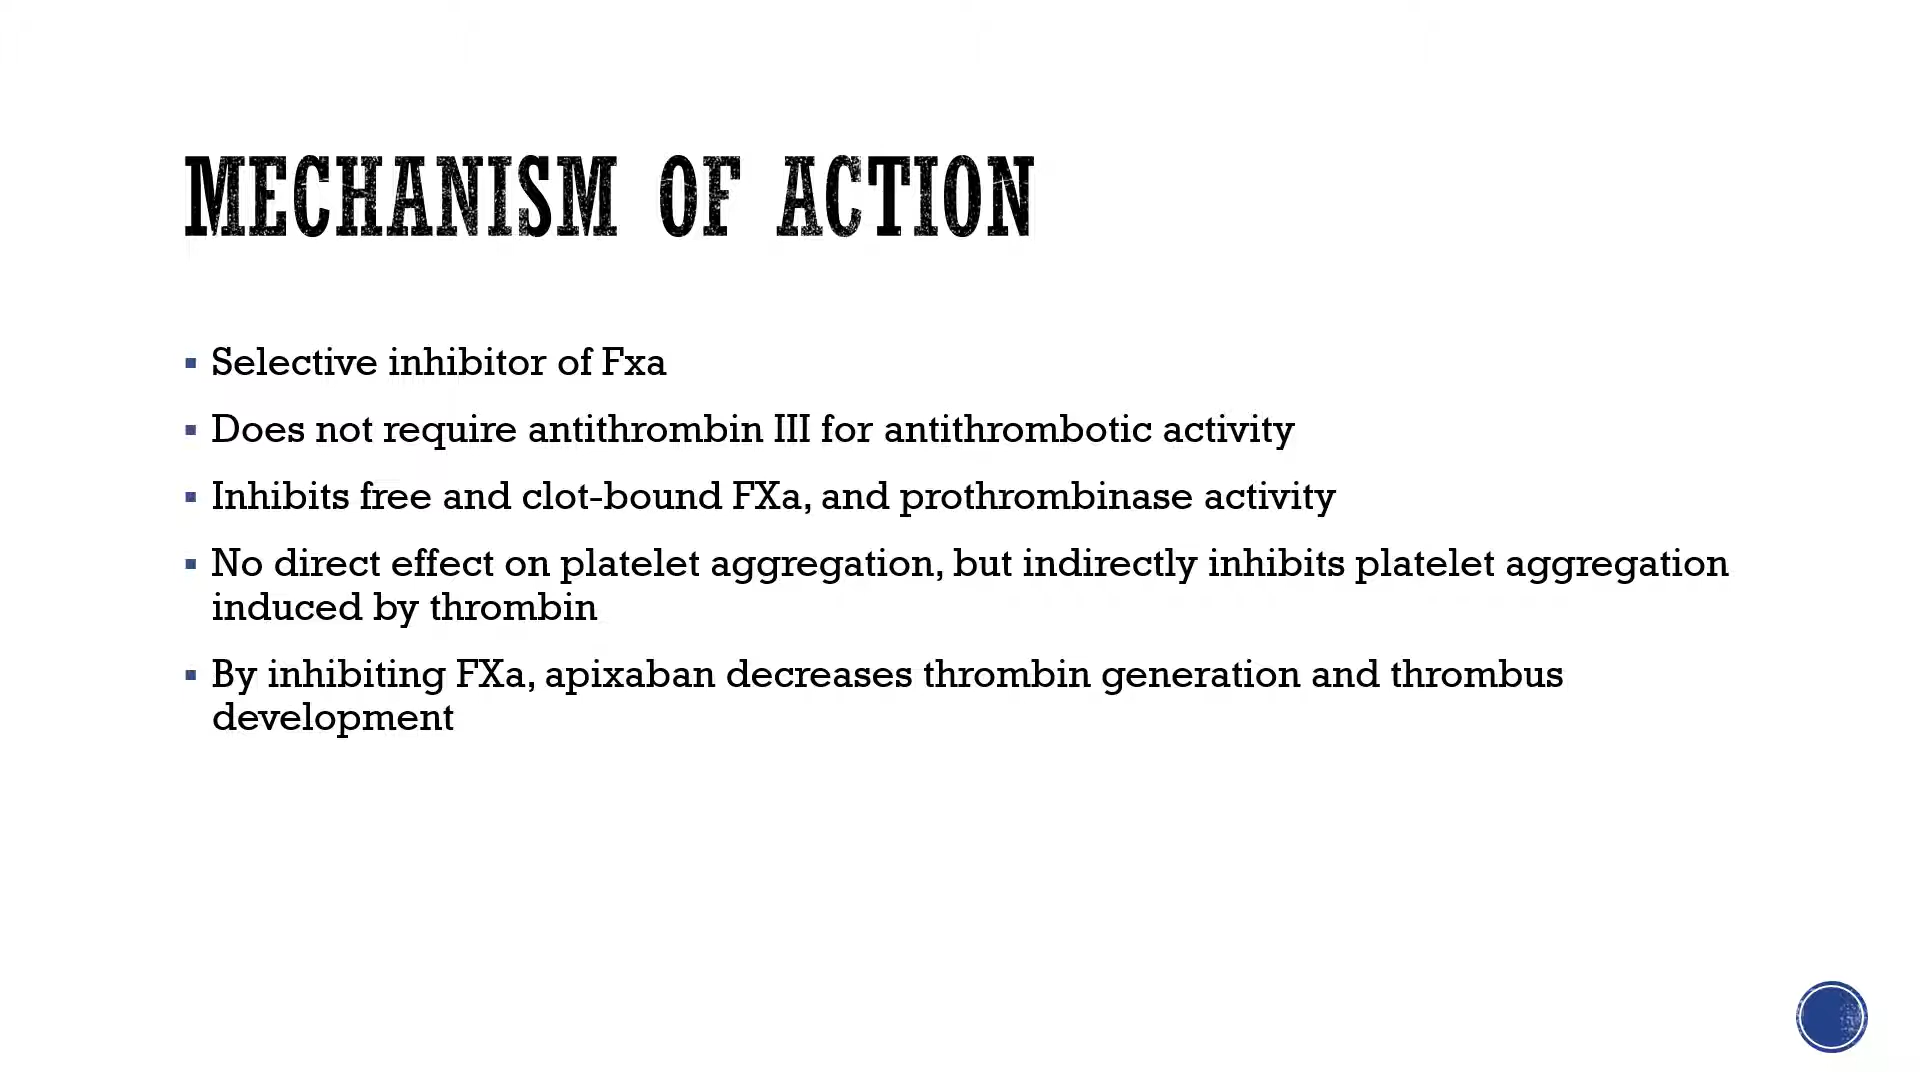 MECHANISM OF ACTION
▪ Selective inhibitor of Fxa
▪ Does not require antithrombin III for antithrombotic activity
▪ Inhibits free and clot-bound FXa, and prothrombinase activity
▪ No direct effect on platelet aggregation, but indirectly inhibits platelet aggregation
induced by thrombin
▪ By inhibiting FXa, apixaban decreases thrombin generation and thrombus
development